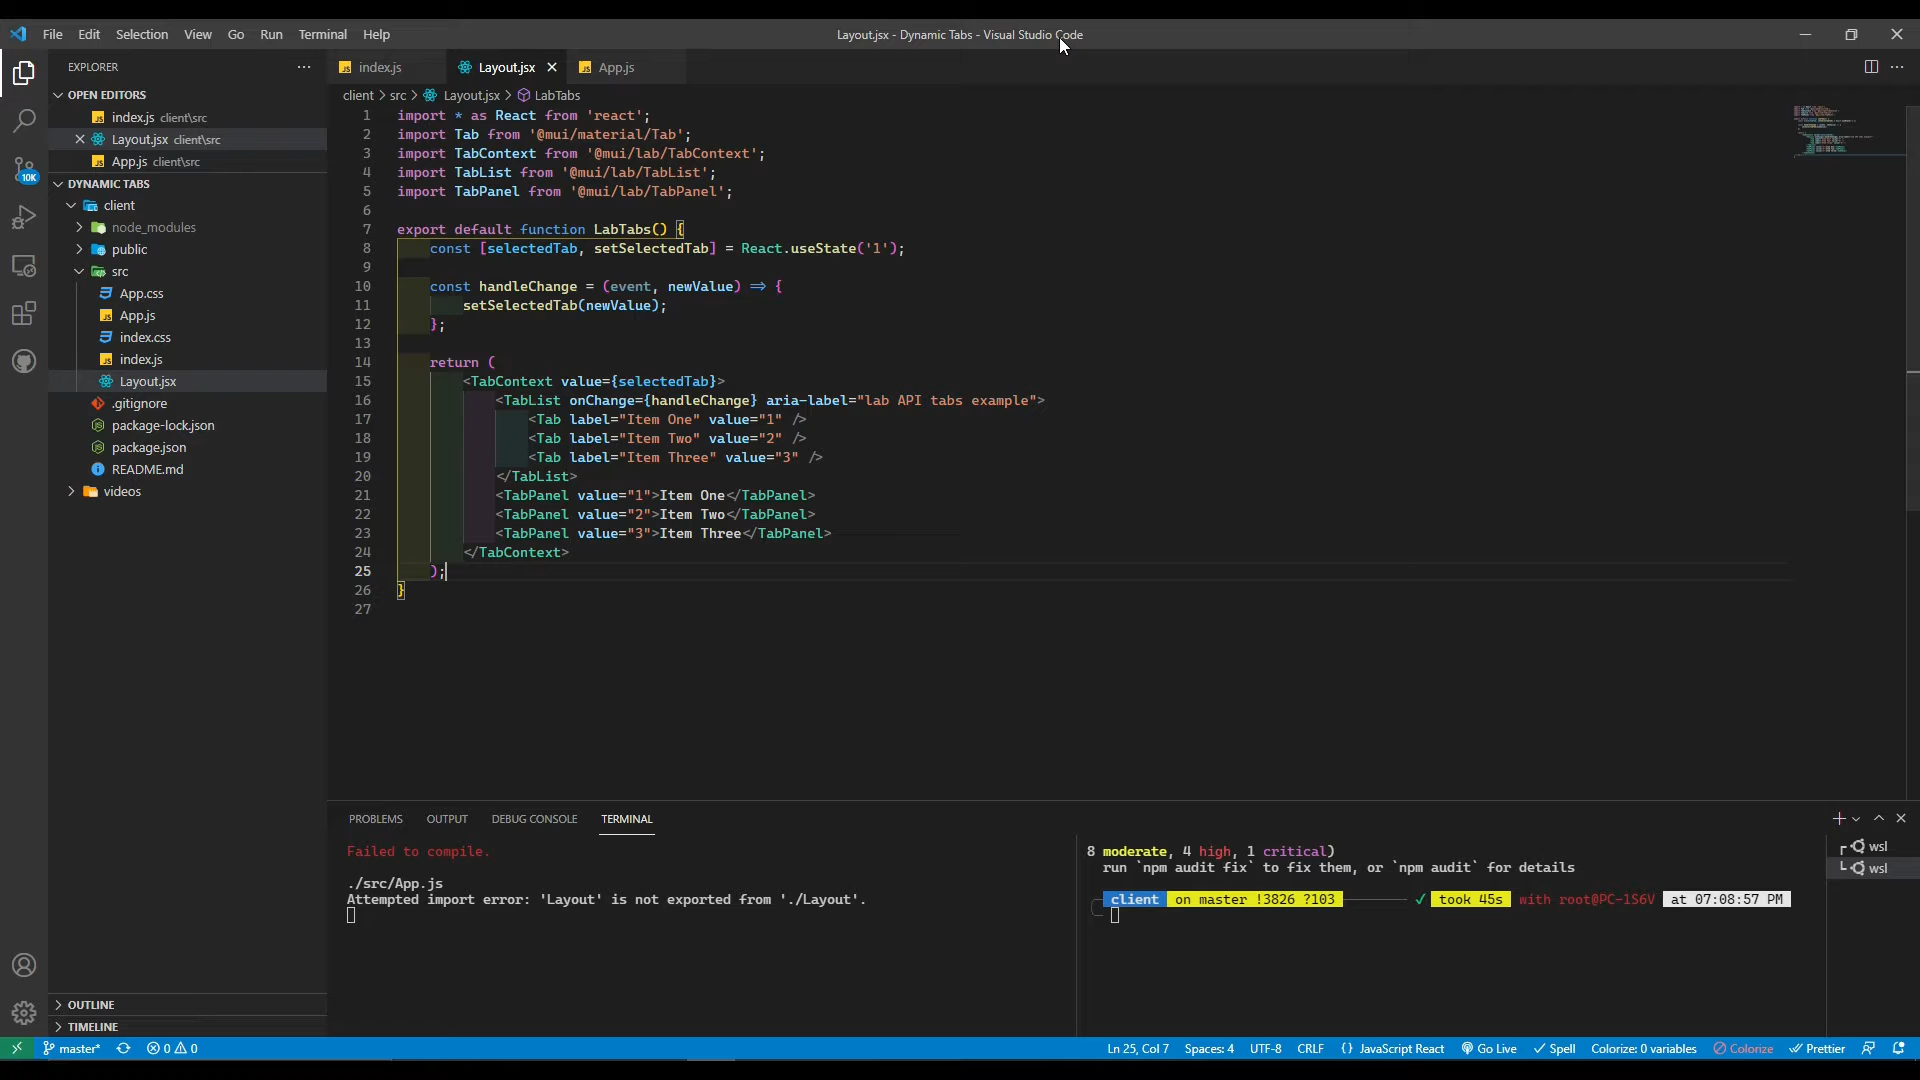 File Edit Selection View Go Run Terminal Help
Layout.jsx - Dynamic Tabs - Visual Studio Code
EXPLORER
OPEN EDITORS
index.js client\src
Layout.jsx client\src
App.js client\src
DYNAMIC TABS
client
node_modules
public
src
App.css
App.js
index.css
index.js
Layout.jsx
.gitignore
package-lock.json
package.json
README.md
videos
OUTLINE
TIMELINE
10K
index.js Layout.jsx App.js
client > src > Layout.jsx > LabTabs
1 import * as React from 'react';
2 import Tab from '@mui/material/Tab';
3 import TabContext from '@mui/lab/TabContext';
4 import TabList from '@mui/lab/TabList';
5 import TabPanel from '@mui/lab/TabPanel';
6
7 export default function LabTabs() {
8 const [selectedTab, setSelectedTab] = React.useState('1');
9
10 const handleChange = (event, newValue) => {
11 setSelectedTab(newValue);
12 };
13
14 return (
15 <TabContext value={selectedTab}>
16 <TabList onChange={handleChange} aria-label="lab API tabs example">
17 <Tab label="Item One" value="1" />
18 <Tab label="Item Two" value="2" />
19 <Tab label="Item Three" value="3" />
20 </TabList>
21 <TabPanel value="1">Item One</TabPanel>
22 <TabPanel value="2">Item Two</TabPanel>
23 <TabPanel value="3">Item Three</TabPanel>
24 </TabContext>
25 );
26 }
27
PROBLEMS OUTPUT DEBUG CONSOLE TERMINAL
Failed to compile.
./src/App.js
Attempted import error: 'Layout' is not exported from './Layout'.
8 moderate, 4 high, 1 critical)
run `npm audit fix` to fix them, or `npm audit` for details
client on master !3826 ?103 ✓ took 45s with root@PC-1S6V at 07:08:57 PM
wsl
wsl
master* 0 0 Ln 25, Col 7 Spaces: 4 UTF-8 CRLF {} JavaScript React Go Live Spell Colorize: 0 variables Colorize Prettier